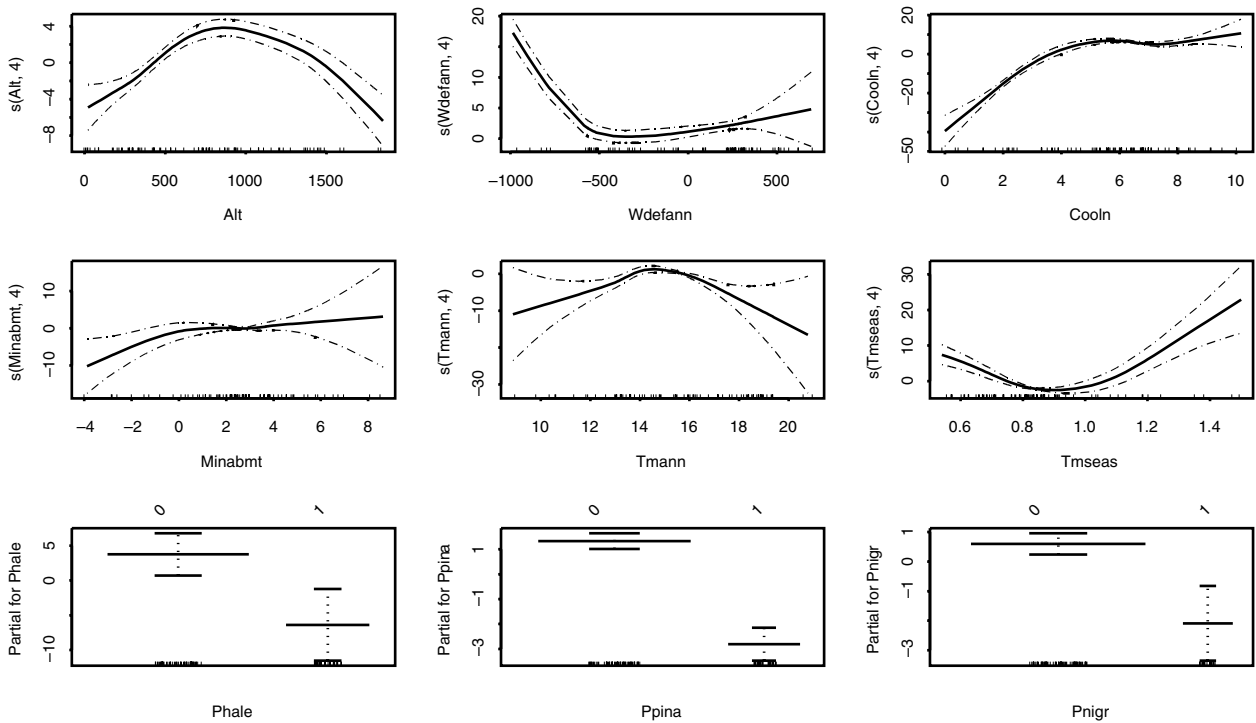 s(Alt, 4)
4
0
−4
−8
0 500 1000 1500
Alt
s(Wdefann, 4)
20
15
10
5
0
−1000 −500 0 500
Wdefann
s(Cooln, 4)
20
0
−20
−50
0 2 4 6 8 10
Cooln
s(Minabmt, 4)
10
0
−10
−4 −2 0 2 4 6 8
Minabmt
s(Tmann, 4)
0
−10
−30
10 12 14 16 18 20
Tmann
s(Tmseas, 4)
30
20
10
0
0.6 0.8 1.0 1.2 1.4
Tmseas
0 1
Partial for Phale
5
0
−10
Phale
0 1
Partial for Ppina
1
−1
−3
Ppina
0 1
Partial for Pnigr
1
0
−1
−3
Pnigr